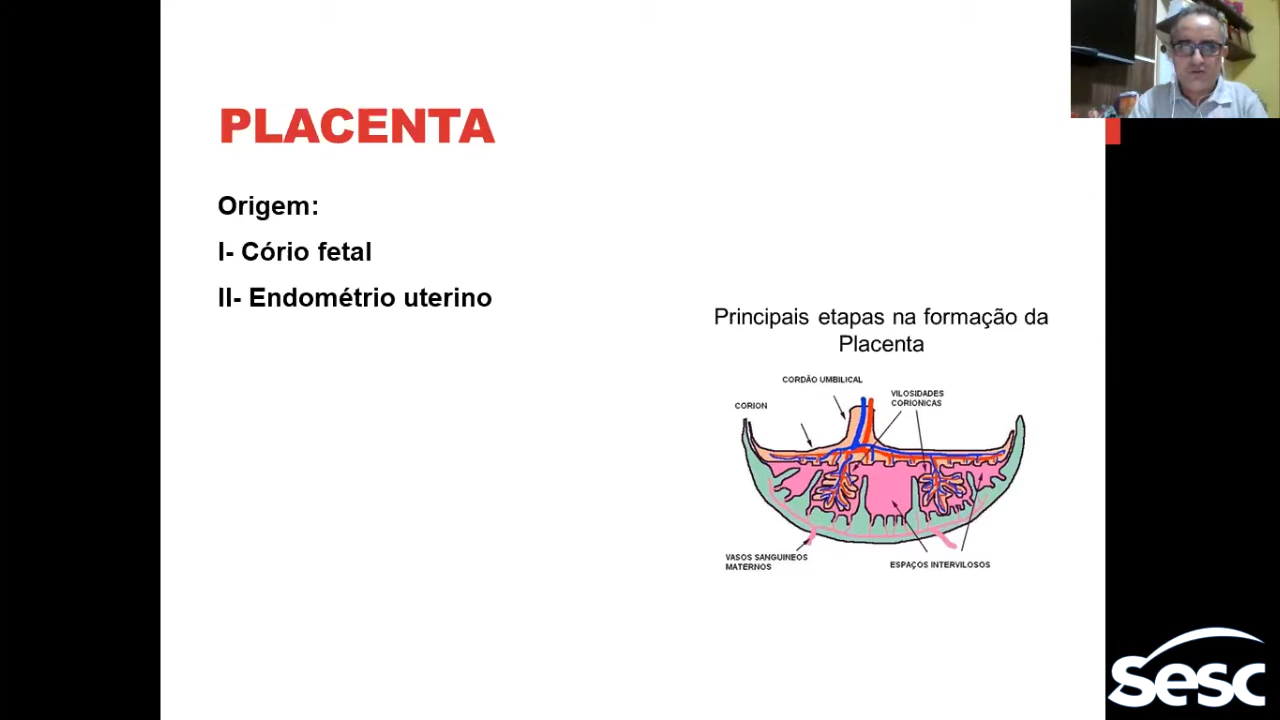 PLACENTA
Origem:
I- Cório fetal
II- Endométrio uterino
Principais etapas na formação da
Placenta
CORDÃO UMBILICAL
VILOSIDADES
CORIONICAS
CORION
VASOS SANGUINEOS
MATERNOS
ESPAÇOS INTERVILOSOS
Sesc